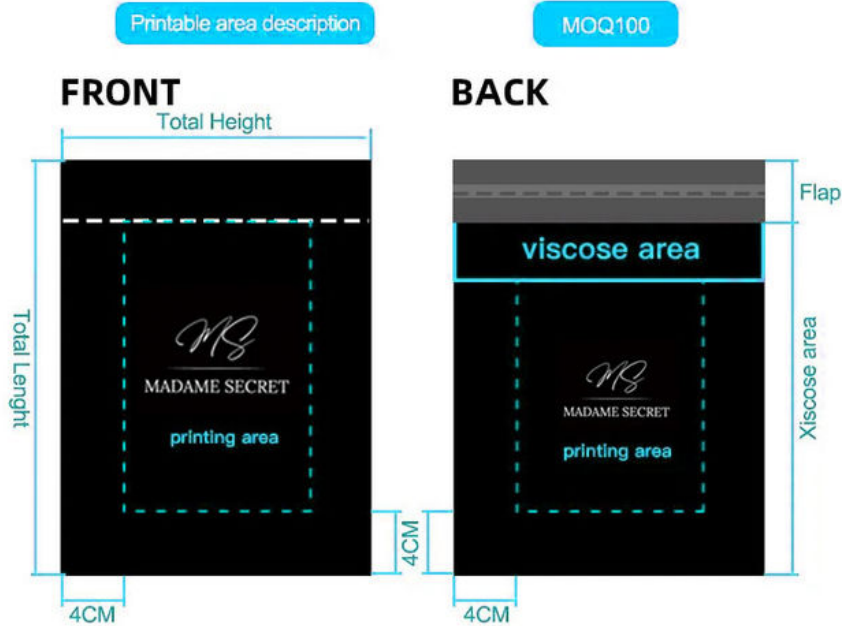 Printable area description
MOQ100
FRONT
BACK
Total Height
Total Lenght
MS
MADAME SECRET
printing area
4CM
4CM
Flap
viscose area
Xiscose area
MS
MADAME SECRET
printing area
4CM